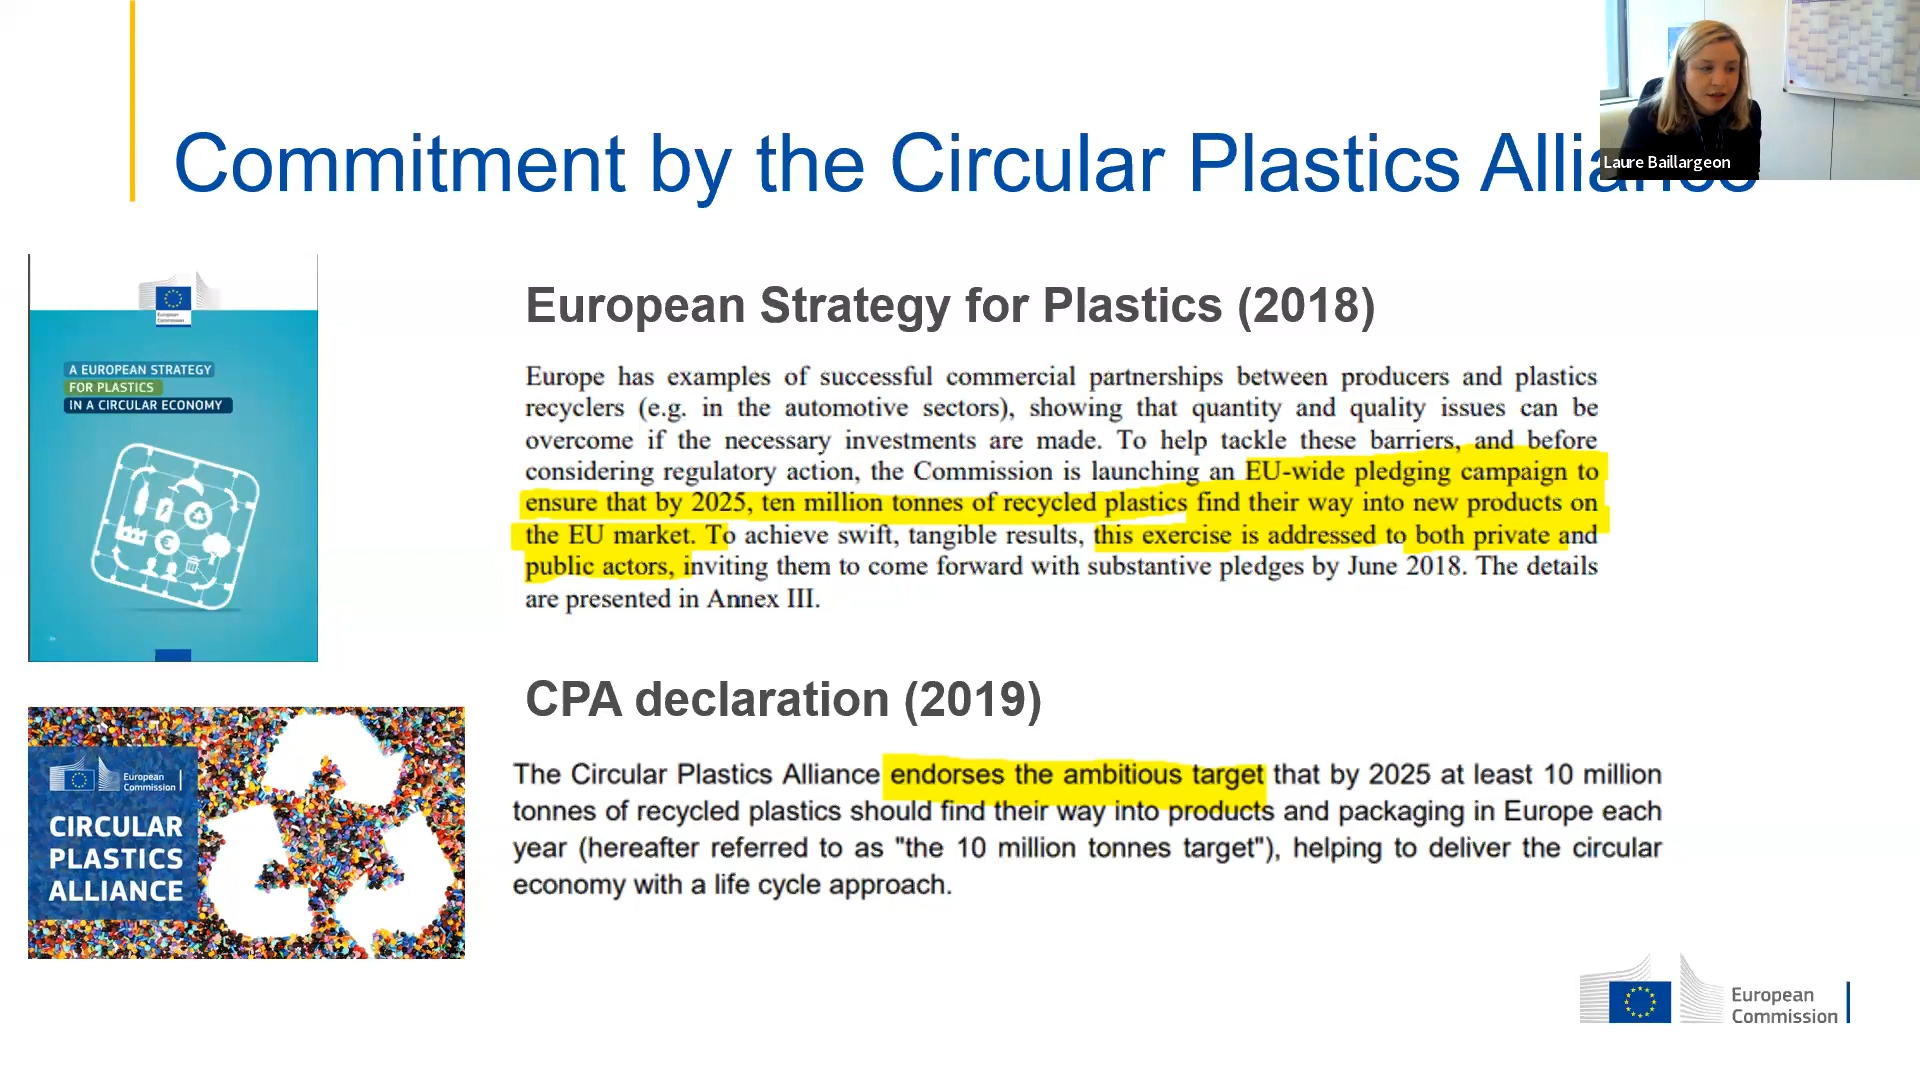 Commitment by the Circular Plastics Allia
Laure Baillargeon
European
Commission
A EUROPEAN STRATEGY
FOR PLASTICS
IN A CIRCULAR ECONOMY
European Strategy for Plastics (2018)
Europe has examples of successful commercial partnerships between producers and plastics
recyclers (e.g. in the automotive sectors), showing that quantity and quality issues can be
overcome if the necessary investments are made. To help tackle these barriers, and before
considering regulatory action, the Commission is launching an EU-wide pledging campaign to
ensure that by 2025, ten million tonnes of recycled plastics find their way into new products on
the EU market. To achieve swift, tangible results, this exercise is addressed to both private and
public actors, inviting them to come forward with substantive pledges by June 2018. The details
are presented in Annex III.
European
Commission
CIRCULAR
PLASTICS
ALLIANCE
CPA declaration (2019)
The Circular Plastics Alliance endorses the ambitious target that by 2025 at least 10 million
tonnes of recycled plastics should find their way into products and packaging in Europe each
year (hereafter referred to as "the 10 million tonnes target"), helping to deliver the circular
economy with a life cycle approach.
European
Commission